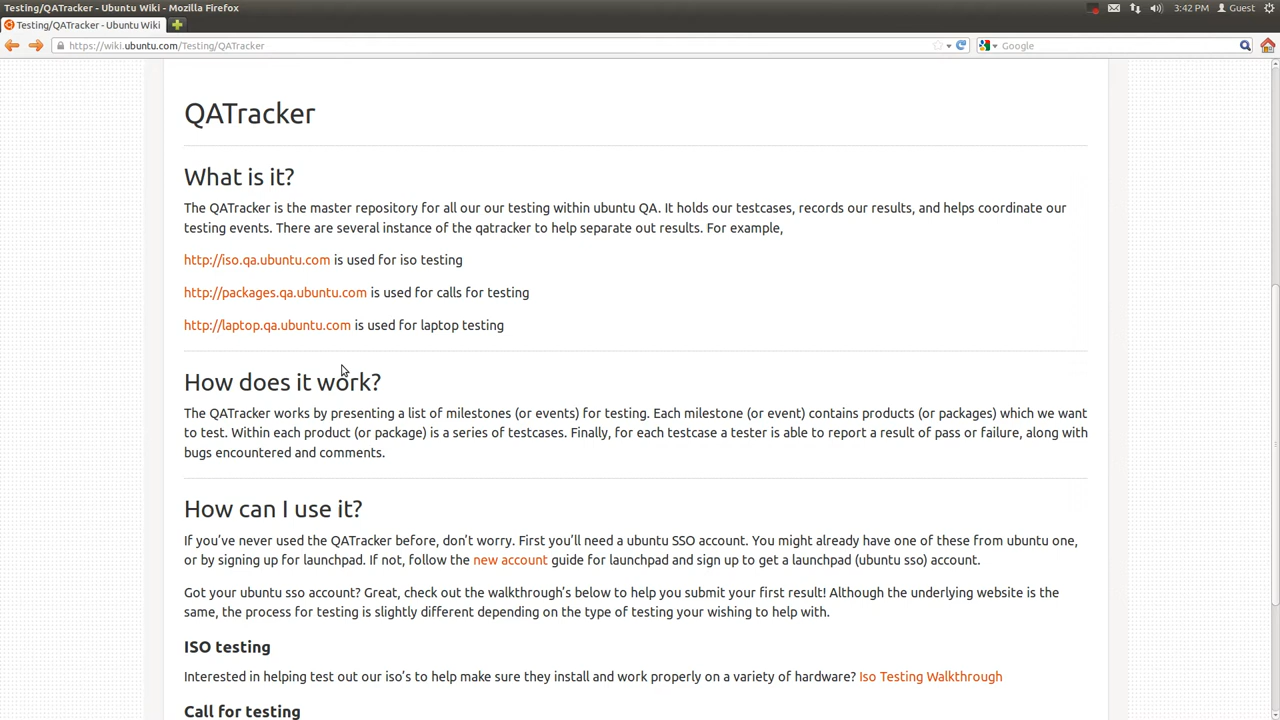 Testing/QATracker - Ubuntu Wiki - Mozilla Firefox
3:42 PM Guest
Testing/QATracker - Ubuntu Wiki
https://wiki.ubuntu.com/Testing/QATracker
Google
QATracker
What is it?
The QATracker is the master repository for all our our testing within ubuntu QA. It holds our testcases, records our results, and helps coordinate our
testing events. There are several instance of the qatracker to help separate out results. For example,
http://iso.qa.ubuntu.com is used for iso testing
http://packages.qa.ubuntu.com is used for calls for testing
http://laptop.qa.ubuntu.com is used for laptop testing
How does it work?
The QATracker works by presenting a list of milestones (or events) for testing. Each milestone (or event) contains products (or packages) which we want
to test. Within each product (or package) is a series of testcases. Finally, for each testcase a tester is able to report a result of pass or failure, along with
bugs encountered and comments.
How can I use it?
If you've never used the QATracker before, don't worry. First you'll need a ubuntu SSO account. You might already have one of these from ubuntu one,
or by signing up for launchpad. If not, follow the new account guide for launchpad and sign up to get a launchpad (ubuntu sso) account.
Got your ubuntu sso account? Great, check out the walkthrough's below to help you submit your first result! Although the underlying website is the
same, the process for testing is slightly different depending on the type of testing your wishing to help with.
ISO testing
Interested in helping test out our iso's to help make sure they install and work properly on a variety of hardware? Iso Testing Walkthrough
Call for testing